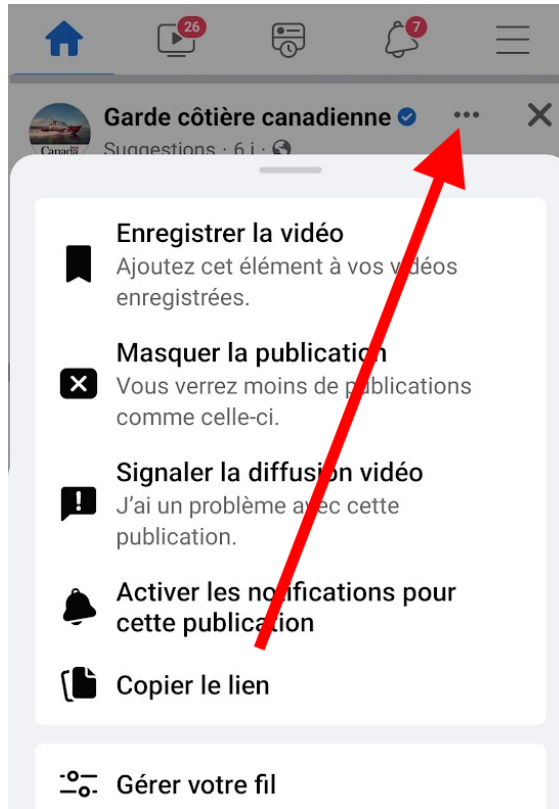 26
7
Garde côtière canadienne
Suggestions · 6 j ·
Canada
Enregistrer la vidéo
Ajoutez cet élément à vos vidéos
enregistrées.
Masquer la publication
Vous verrez moins de publications
comme celle-ci.
Signaler la diffusion vidéo
J'ai un problème avec cette
publication.
Activer les notifications pour
cette publication
Copier le lien
Gérer votre fil